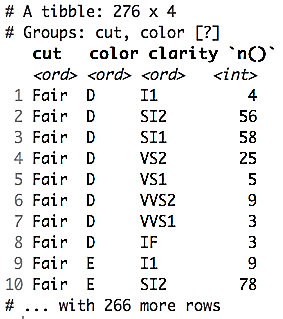 # A tibble: 276 x 4
# Groups: cut, color [?]
cut color clarity `n()`
<ord> <ord> <ord> <int>
1 Fair D I1 4
2 Fair D SI2 56
3 Fair D SI1 58
4 Fair D VS2 25
5 Fair D VS1 5
6 Fair D VVS2 9
7 Fair D VVS1 3
8 Fair D IF 3
9 Fair E I1 9
10 Fair E SI2 78
# ... with 266 more rows